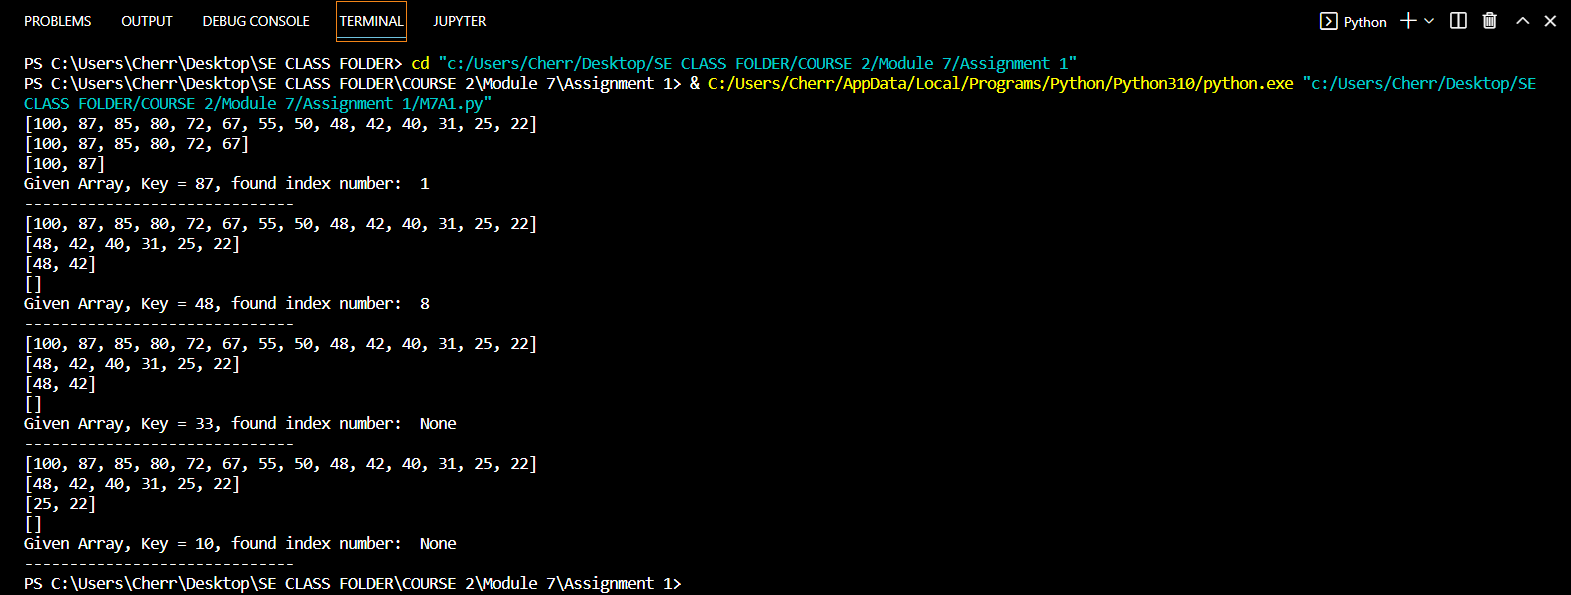 PROBLEMS OUTPUT DEBUG CONSOLE TERMINAL JUPYTER Python
PS C:\Users\Cherr\Desktop\SE CLASS FOLDER> cd "c:/Users/Cherr/Desktop/SE CLASS FOLDER/COURSE 2/Module 7/Assignment 1"
PS C:\Users\Cherr\Desktop\SE CLASS FOLDER\COURSE 2\Module 7\Assignment 1> & C:/Users/Cherr/AppData/Local/Programs/Python/Python310/python.exe "c:/Users/Cherr/Desktop/SE
CLASS FOLDER/COURSE 2/Module 7/Assignment 1/M7A1.py"
[100, 87, 85, 80, 72, 67, 55, 50, 48, 42, 40, 31, 25, 22]
[100, 87, 85, 80, 72, 67]
[100, 87]
Given Array, Key = 87, found index number:  1
------------------------------
[100, 87, 85, 80, 72, 67, 55, 50, 48, 42, 40, 31, 25, 22]
[48, 42, 40, 31, 25, 22]
[48, 42]
[]
Given Array, Key = 48, found index number:  8
------------------------------
[100, 87, 85, 80, 72, 67, 55, 50, 48, 42, 40, 31, 25, 22]
[48, 42, 40, 31, 25, 22]
[48, 42]
[]
Given Array, Key = 33, found index number:  None
------------------------------
[100, 87, 85, 80, 72, 67, 55, 50, 48, 42, 40, 31, 25, 22]
[48, 42, 40, 31, 25, 22]
[25, 22]
[]
Given Array, Key = 10, found index number:  None
------------------------------
PS C:\Users\Cherr\Desktop\SE CLASS FOLDER\COURSE 2\Module 7\Assignment 1>